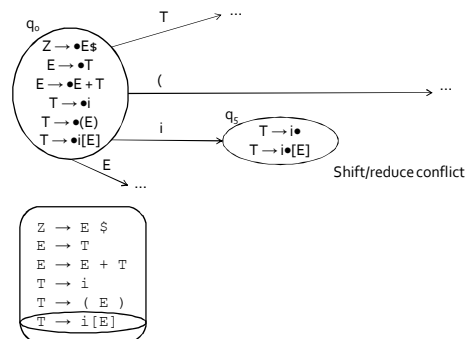 T
...
q₀
Z → ●E$
E → ●T
E → ●E + T
T → ●i
T → ●(E)
T → ●i[E]
(
...
i
q₅
T → i●
T → i●[E]
Shift/reduce conflict
E
...
Z → E $
E → T
E → E + T
T → i
T → ( E )
T → i[E]